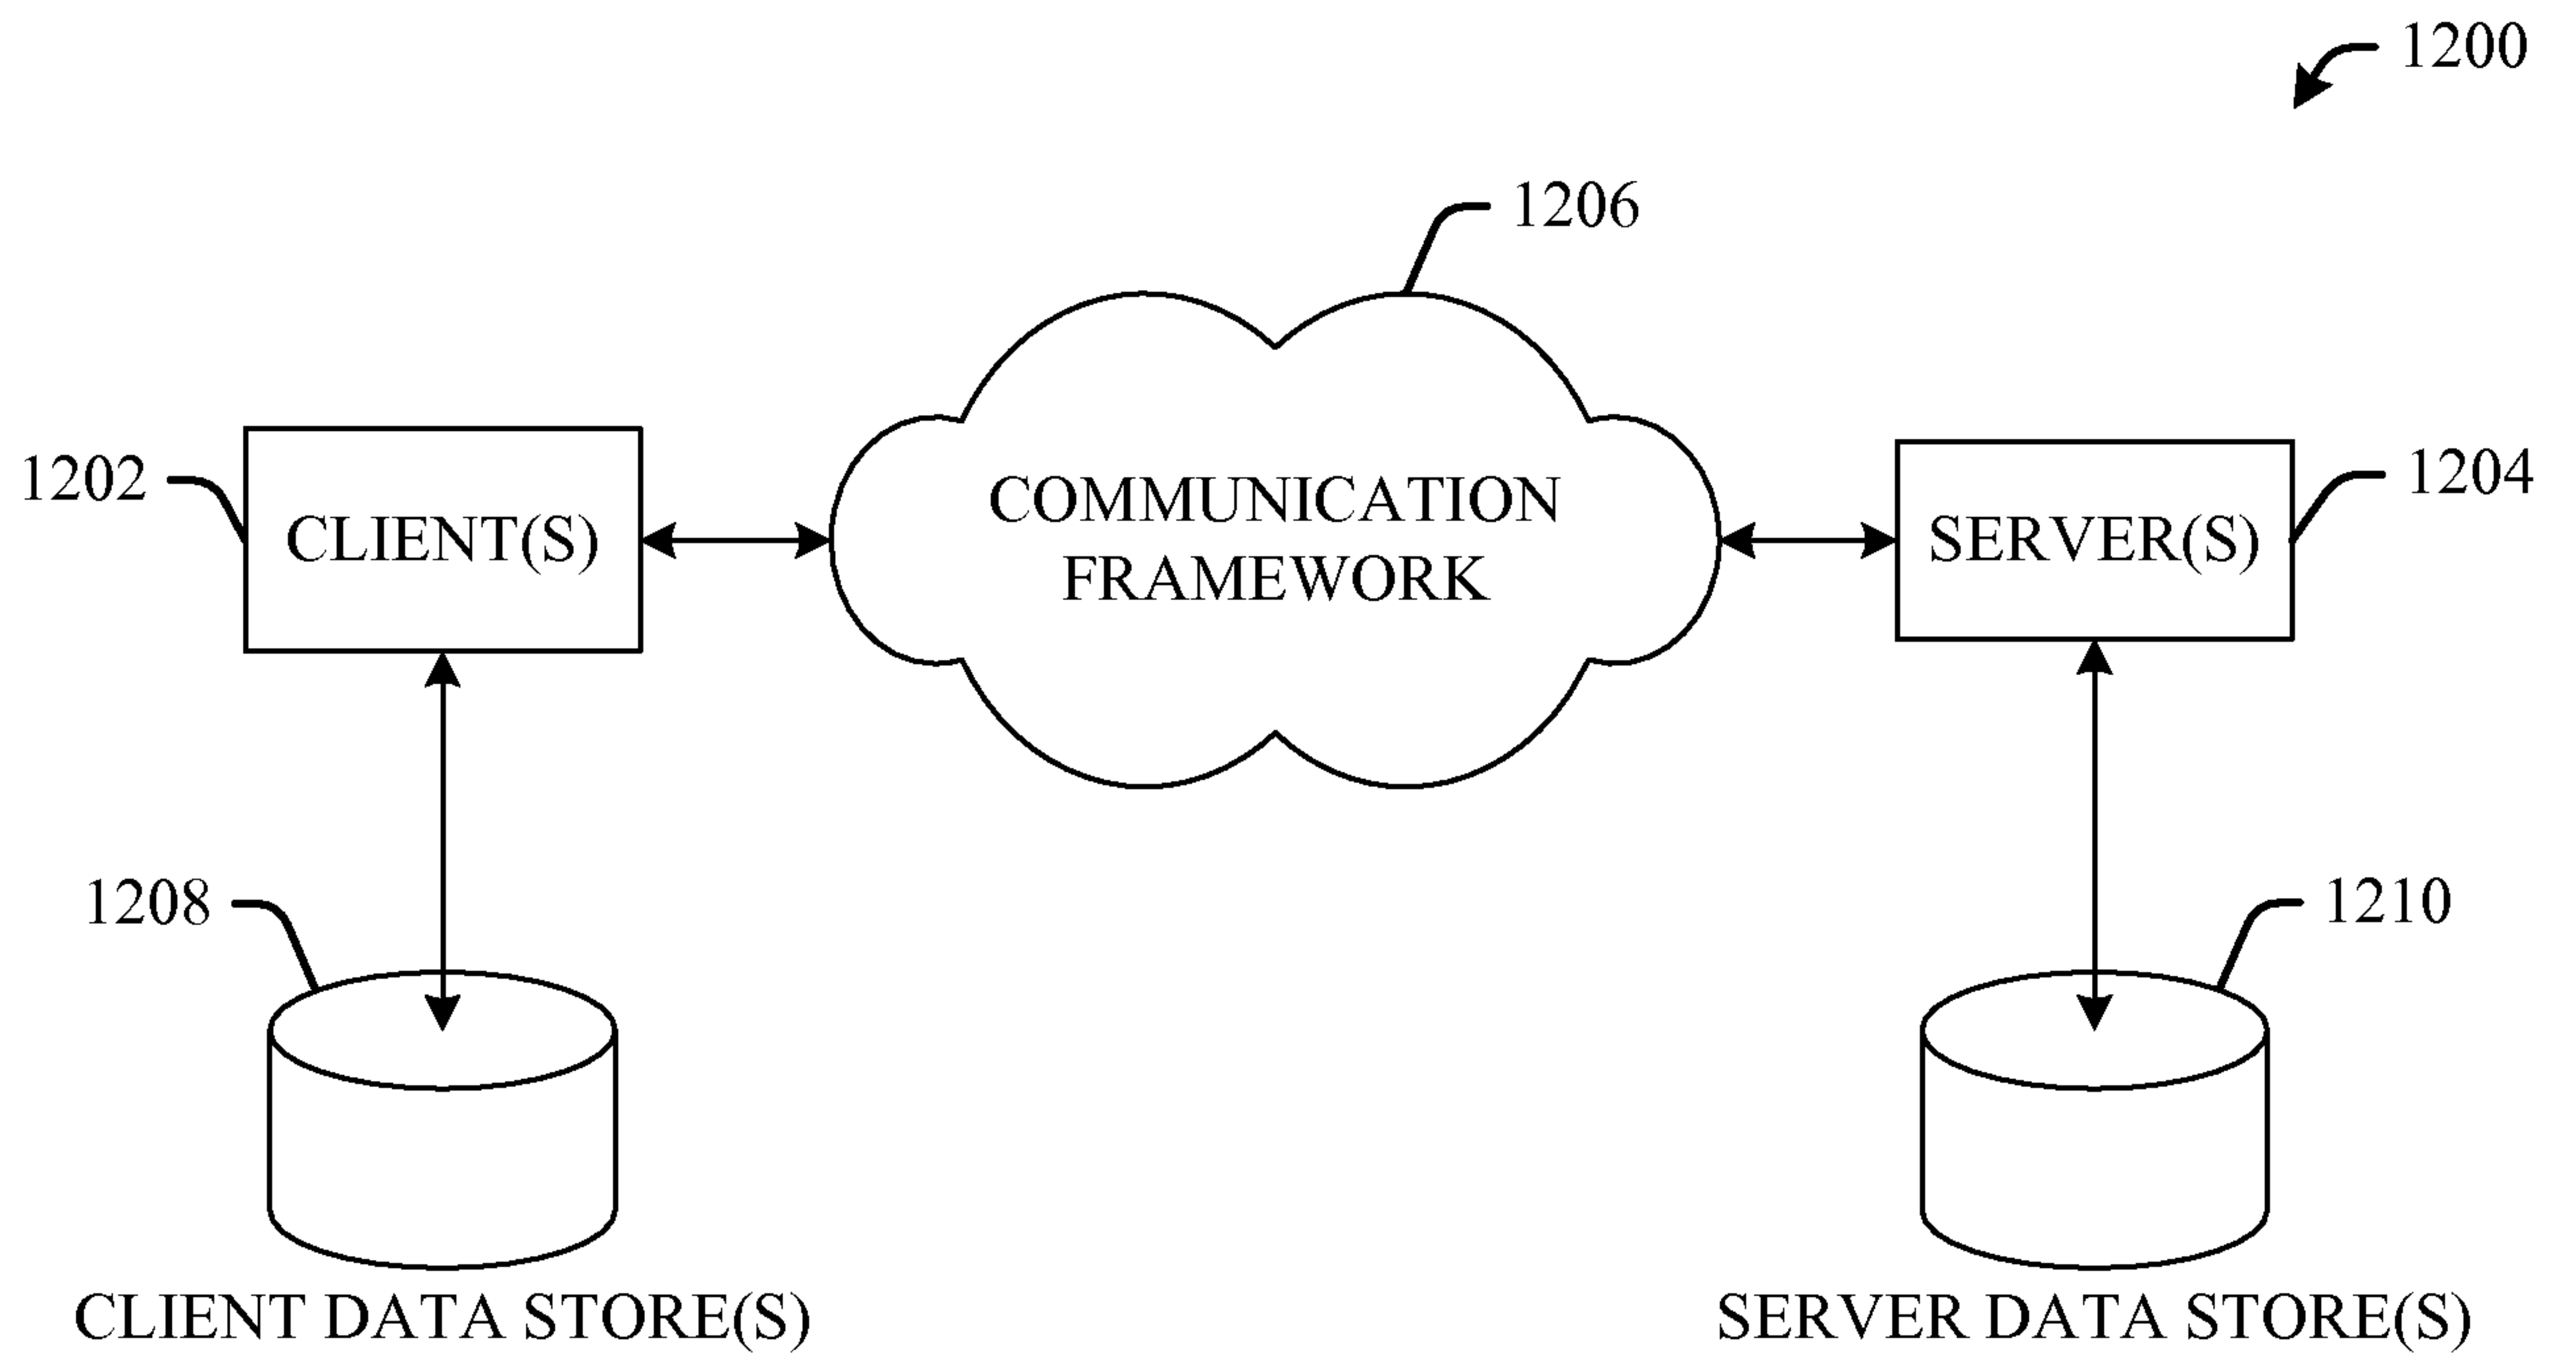 1200
1206
1202
CLIENT(S)
COMMUNICATION
FRAMEWORK
SERVER(S)
1204
1208
1210
CLIENT DATA STORE(S)
SERVER DATA STORE(S)